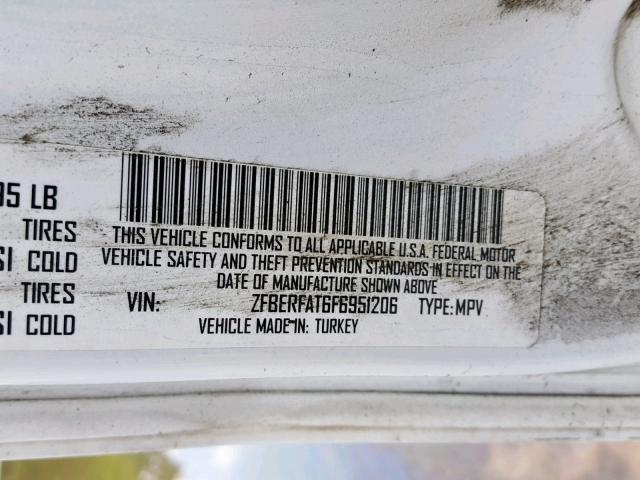 95 LB
TIRES
SI COLD
TIRES
SI COLD
THIS VEHICLE CONFORMS TO ALL APPLICABLE U.S.A. FEDERAL MOTOR
VEHICLE SAFETY AND THEFT PREVENTION STANDARDS IN EFFECT ON THE
DATE OF MANUFACTURE SHOWN ABOVE
VIN: ZFBERFAT6F6951206 TYPE: MPV
VEHICLE MADE IN: TURKEY